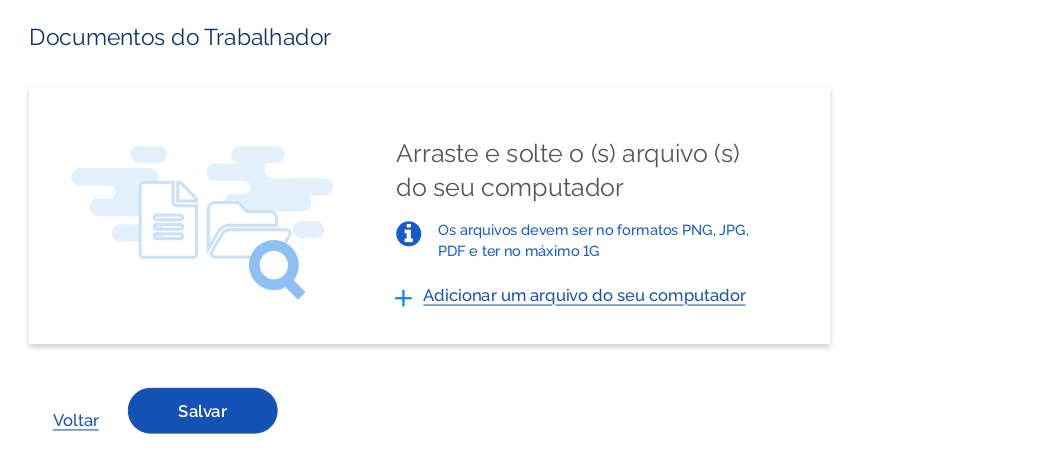 Documentos do Trabalhador
Arraste e solte o (s) arquivo (s)
do seu computador
Os arquivos devem ser no formatos PNG, JPG,
PDF e ter no máximo 1G
Adicionar um arquivo do seu computador
Voltar
Salvar